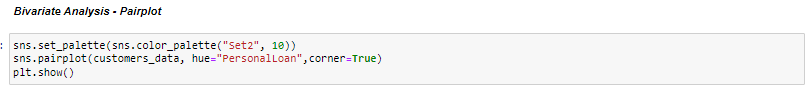 Bivariate Analysis - Pairplot
: sns.set_palette(sns.color_palette("Set2", 10))
sns.pairplot(customers_data, hue="PersonalLoan",corner=True)
plt.show()